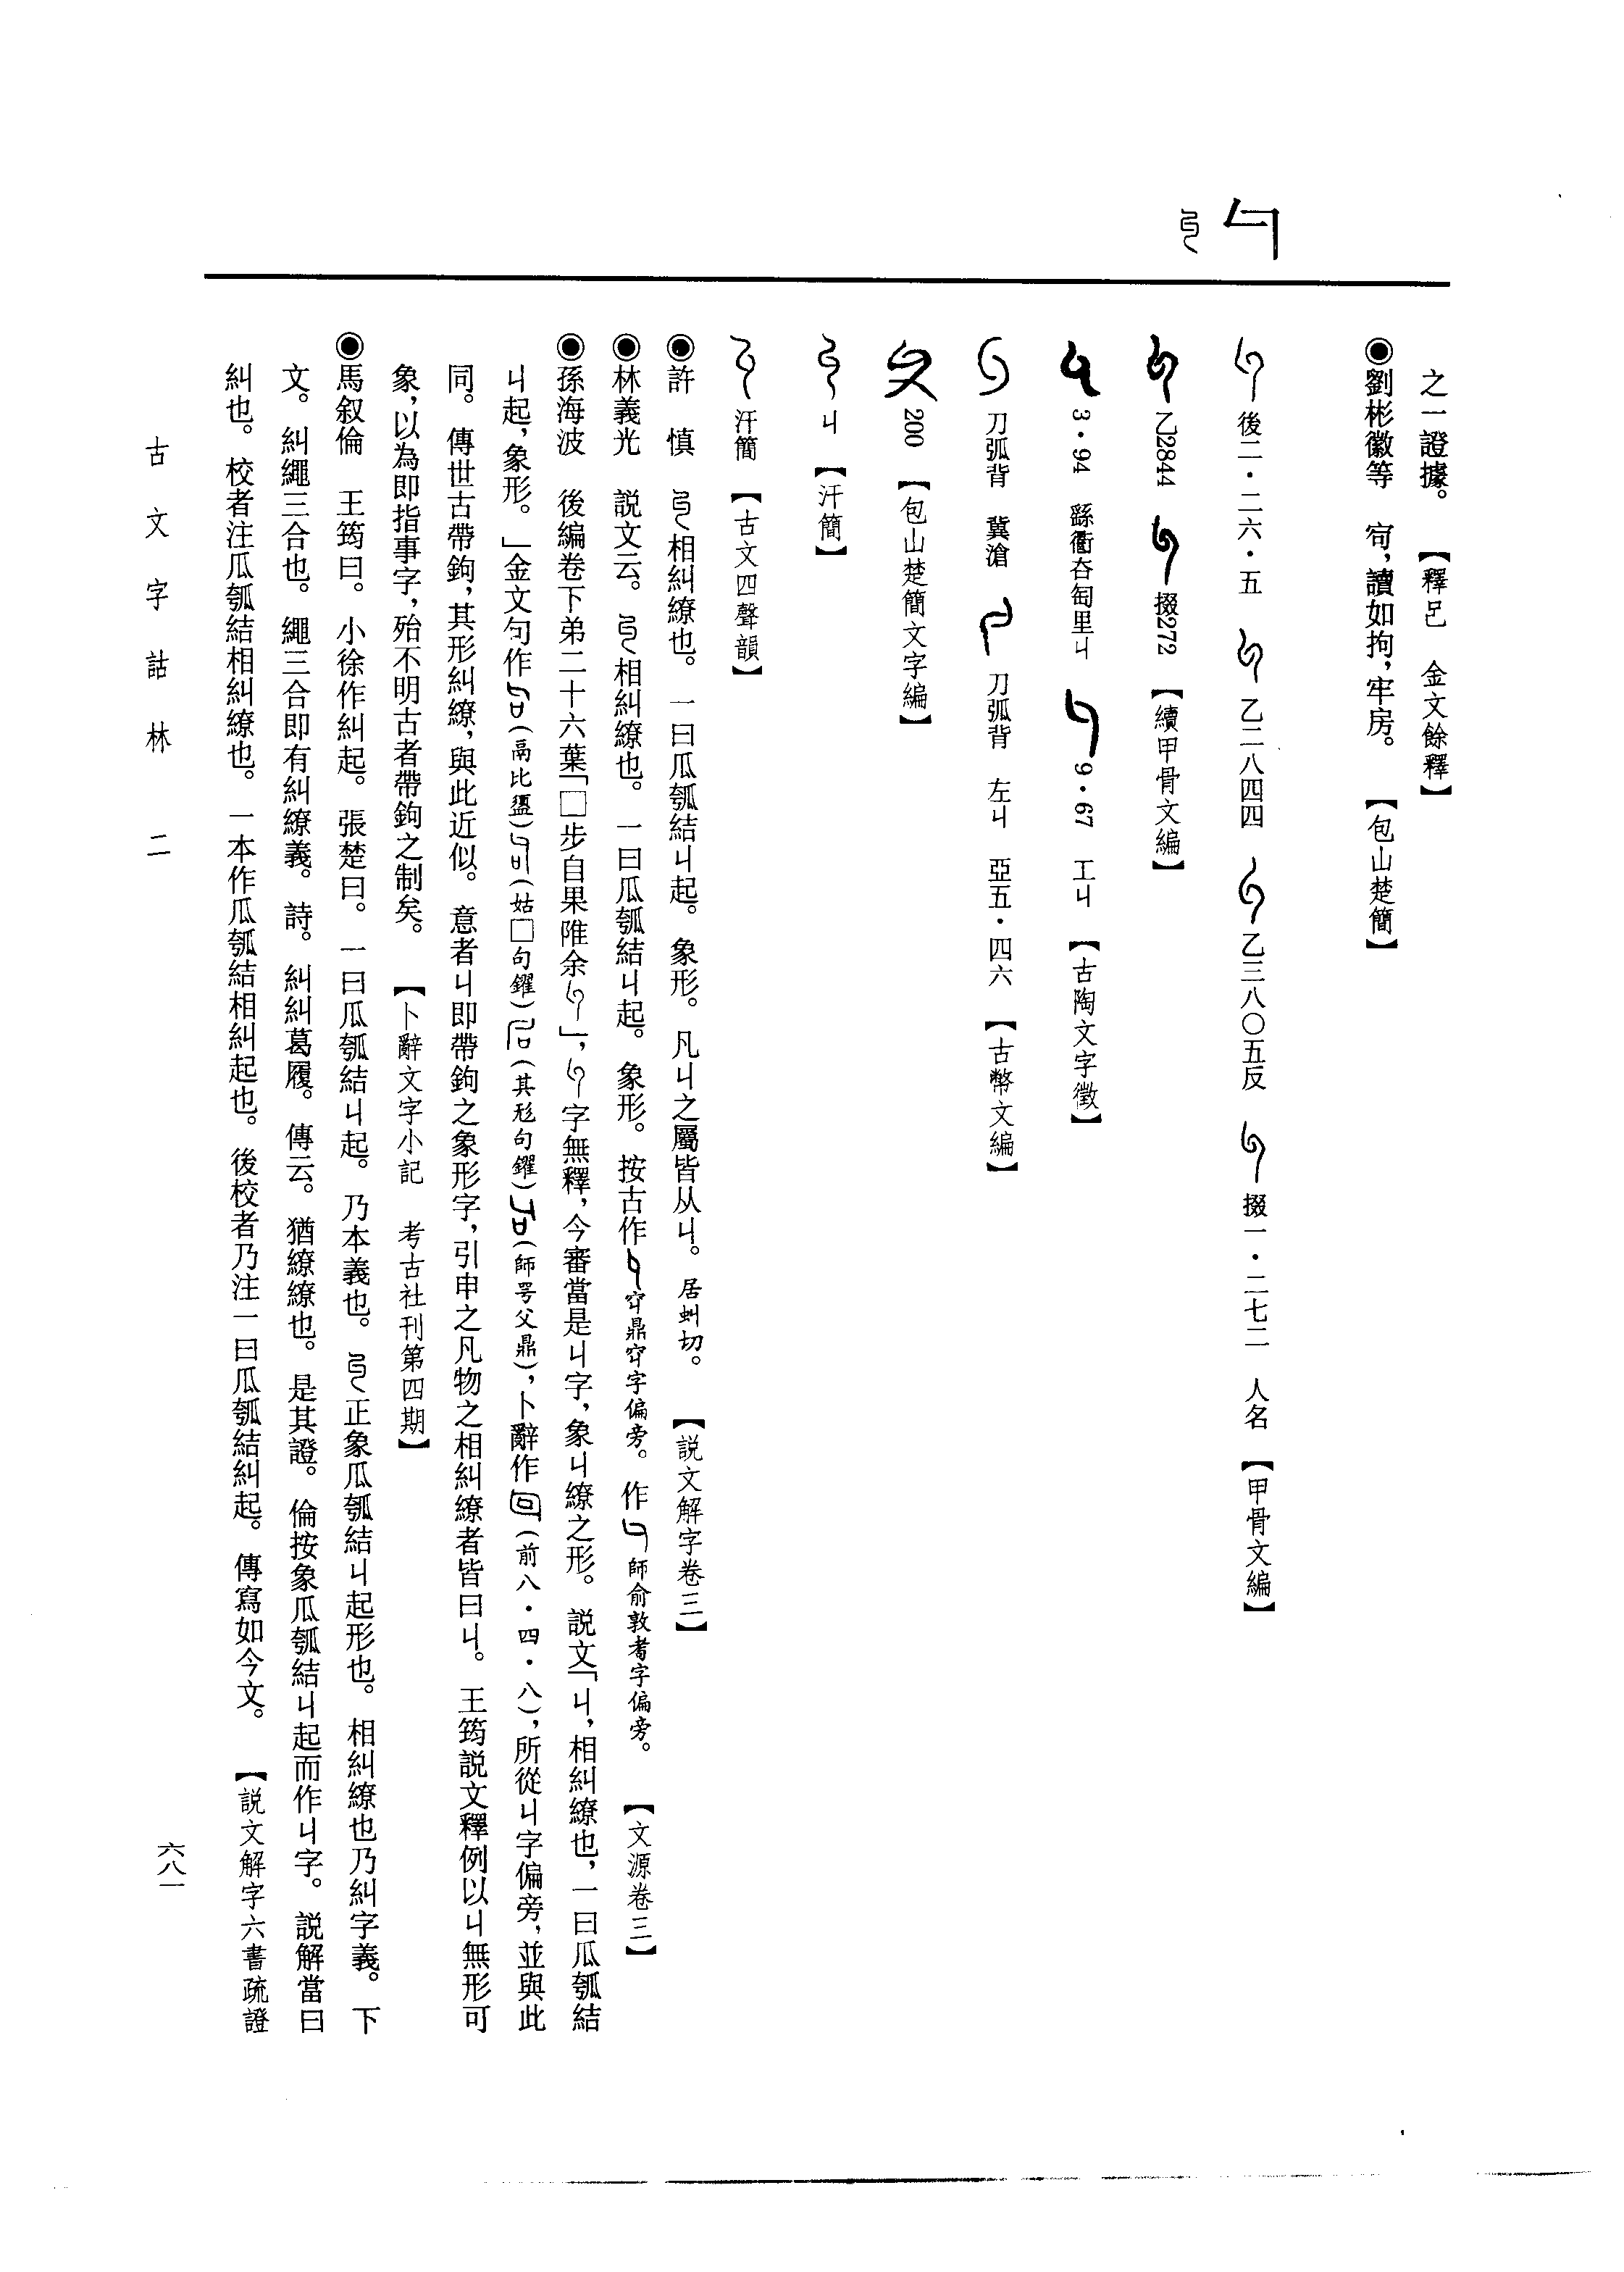 之一證據。　【釋㠯　金文餘釋】
◉劉彬徽等　㝤，讀如拘，牢房。　【包山楚簡】
後二·二六·五　乙二八四四　乙三八〇五反　掇一·二七二　人名　【甲骨文編】
乙2844　掇272　【續甲骨文編】
3·94　繇衢杏匋里丩　9·67　工丩　【古陶文字徵】
刀弧背　冀滄　刀弧背　左丩　亞五·四六　【古幣文編】
200　【包山楚簡文字編】
丩　【汗簡】
汗簡　【古文四聲韻】
◉許　慎　相糾繚也。一曰瓜瓠結丩起。象形。凡丩之屬皆从丩。居虯切。　【説文解字卷三】
◉林義光　説文云。相糾繚也。一曰瓜瓠結丩起。象形。按古作　鼎　字偏旁。作　師俞敦耇字偏旁。　【文源卷三】
◉孫海波　後編卷下弟二十六葉「□步自果陮余　」，　字無釋，今審當是丩字，象丩繚之形。説文「丩，相糾繚也，一曰瓜瓠結
丩起，象形。」金文句作　（鬲比盨）　（姑□句鑃）　（其㐌句鑃）　（師咢父鼎），卜辭作　（前八·四·八），所從丩字偏旁，並與此
同。傳世古帶鉤，其形糾繚，與此近似。意者丩即帶鉤之象形字，引申之凡物之相糾繚者皆曰丩。王筠説文釋例以丩無形可
象，以為即指事字，殆不明古者帶鉤之制矣。　【卜辭文字小記　考古社刊第四期】
◉馬叙倫　王筠曰。小徐作糾起。張楚曰。一曰瓜瓠結丩起。乃本義也。　正象瓜瓠結丩起形也。相糾繚也乃糾字義。下
文。糾繩三合也。繩三合即有糾繚義。詩。糾糾葛屨。傳云。猶繚繚也。是其證。倫按象瓜瓠結丩起而作丩字。説解當曰
糾也。校者注瓜瓠結相糾繚也。一本作瓜瓠結相糾起也。後校者乃注一曰瓜瓠結糾起。傳寫如今文。　【説文解字六書疏證
古文字詁林　二
六八一